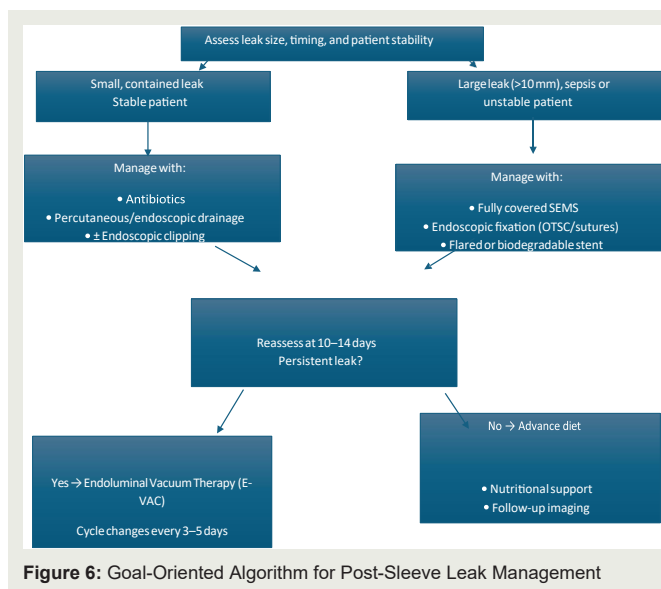 Assess leak size, timing, and patient stability
Small, contained leak
Stable patient
Large leak (>10 mm), sepsis or
unstable patient
Manage with:
• Antibiotics
• Percutaneous/endoscopic drainage
• ± Endoscopic clipping
Manage with:
• Fully covered SEMS
• Endoscopic fixation (OTSC/sutures)
• Flared or biodegradable stent
Reassess at 10–14 days
Persistent leak?
Yes → Endoluminal Vacuum Therapy (E-
VAC)
Cycle changes every 3–5 days
No → Advance diet
• Nutritional support
• Follow-up imaging
Figure 6: Goal-Oriented Algorithm for Post-Sleeve Leak Management